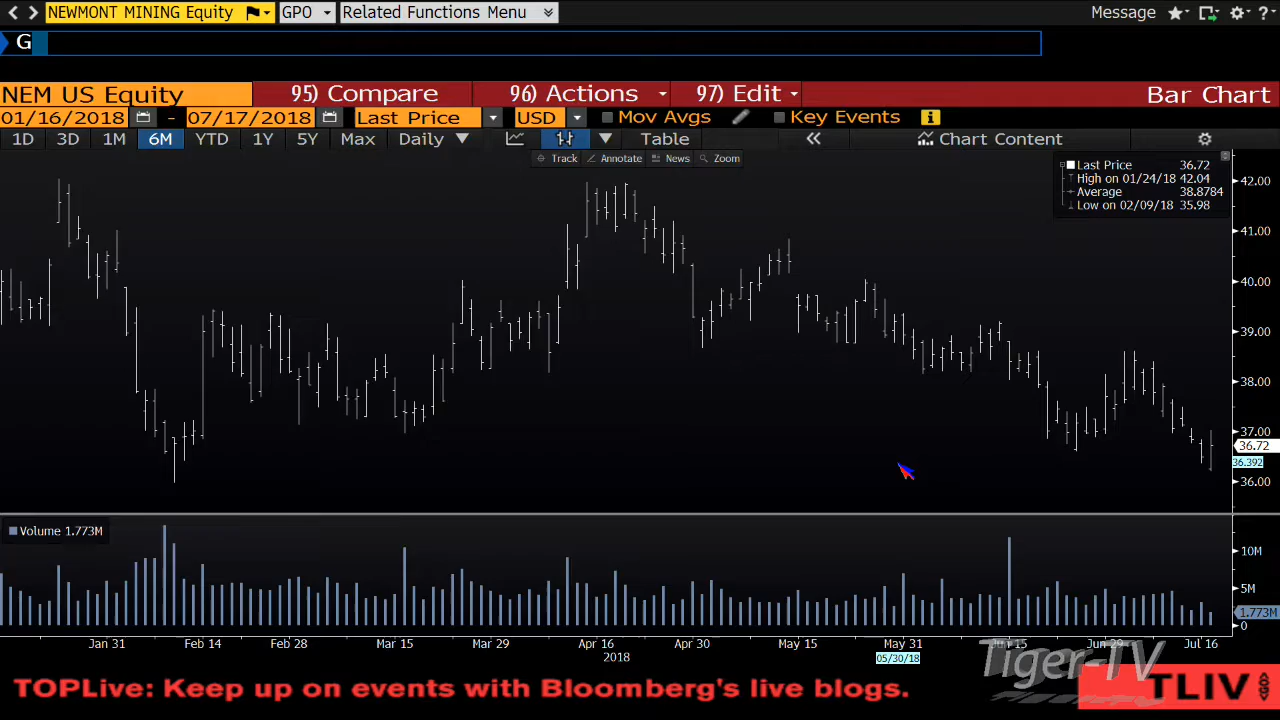 NEWMONT MINING Equity GPO Related Functions Menu Message ?
G
NEM US Equity 95) Compare 96) Actions 97) Edit Bar Chart
01/16/2018 - 07/17/2018 Last Price USD Mov Avgs Key Events i
1D 3D 1M 6M YTD 1Y 5Y Max Daily Table « Chart Content
Track Annotate News Zoom
Last Price 36.72
High on 01/24/18 42.04
Average 38.8784
Low on 02/09/18 35.98
42.00
41.00
40.00
39.00
38.00
37.00
36.72
36.392
36.00
Volume 1.773M
10M
5M
1.773M
0
Jan 31 Feb 14 Feb 28 Mar 15 Mar 29 Apr 16 Apr 30 May 15 May 31 Jun 15 Jun 29 Jul 16
2018 05/30/18
Tiger-TV
TOPLive: Keep up on events with Bloomberg's live blogs.
TLIV